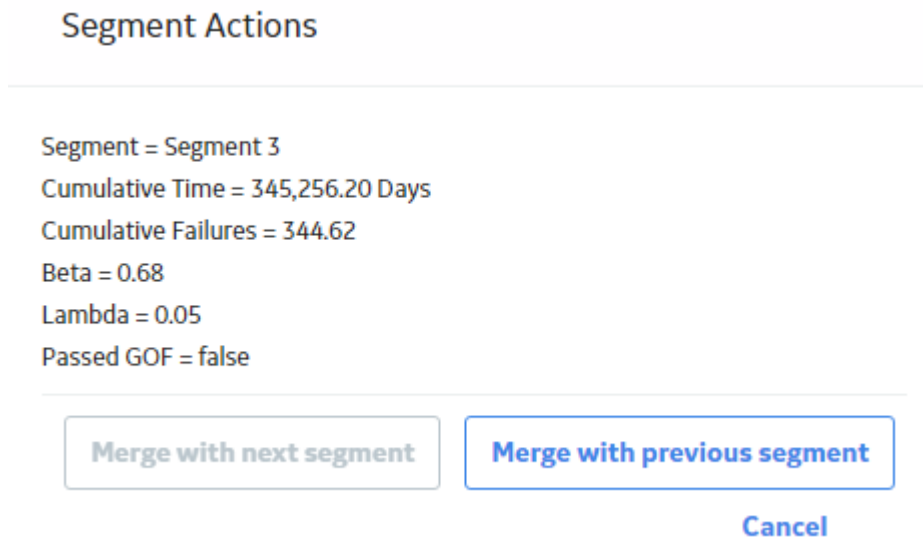 Segment Actions
Segment = Segment 3
Cumulative Time = 345,256.20 Days
Cumulative Failures = 344.62
Beta = 0.68
Lambda = 0.05
Passed GOF = false
Merge with next segment
Merge with previous segment
Cancel